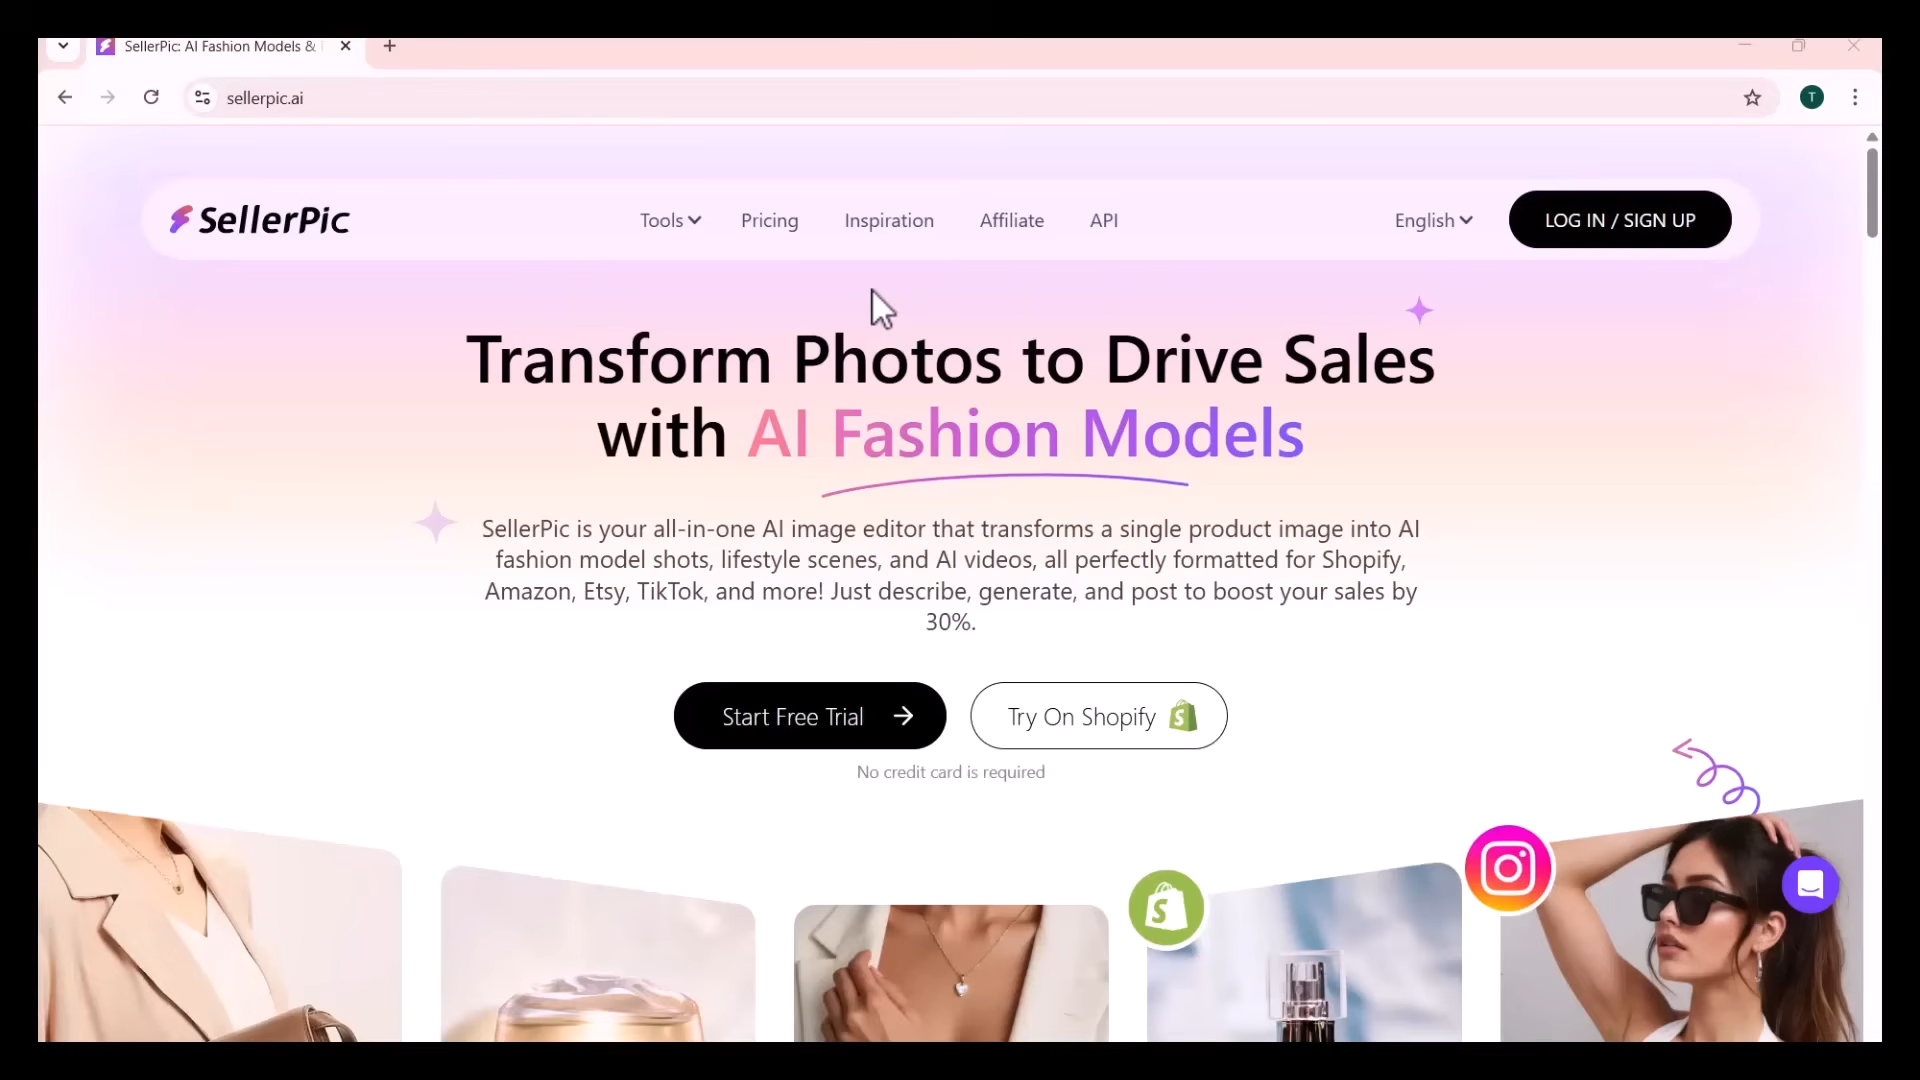 SellerPic: AI Fashion Models &
sellerpic.ai
T
SellerPic
Tools
Pricing
Inspiration
Affiliate
API
English
LOG IN / SIGN UP
Transform Photos to Drive Sales
with AI Fashion Models
SellerPic is your all-in-one AI image editor that transforms a single product image into AI
fashion model shots, lifestyle scenes, and AI videos, all perfectly formatted for Shopify,
Amazon, Etsy, TikTok, and more! Just describe, generate, and post to boost your sales by
30%.
Start Free Trial
Try On Shopify
No credit card is required